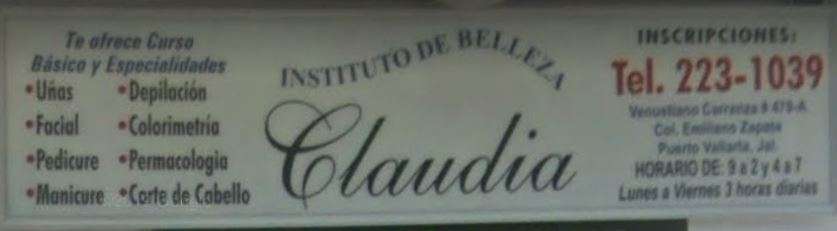 Te ofrece Curso
Básico y Especialidades
•Uñas •Depilación
•Facial •Colorimetría
•Pedicure •Permacologia
•Manicure •Corte de Cabello
INSTITUTO DE BELLEZA
Claudia
INSCRIPCIONES:
Tel. 223-1039
Venustiano Carranza # 479-A
Col. Emiliano Zapata
Puerto Vallarta, Jal.
HORARIO DE: 9 a 2 y 4 a 7
Lunes a Viernes 3 horas diarias